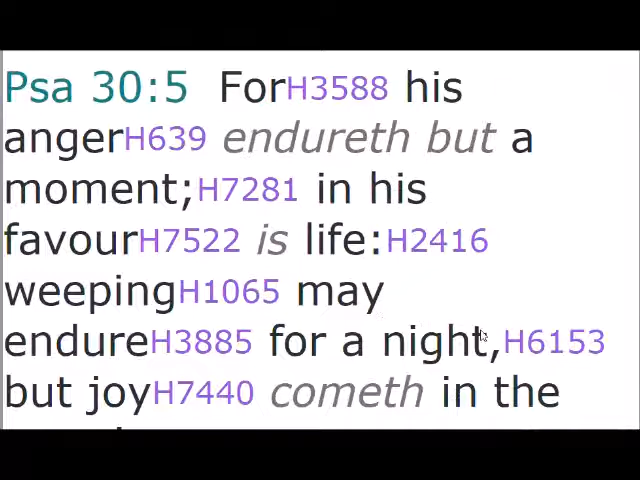 Psa 30:5 ForH3588 his
angerH639 endureth but a
moment;H7281 in his
favourH7522 is life:H2416
weepingH1065 may
endureH3885 for a night,H6153
but joyH7440 cometh in the